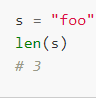 s = "foo"
len(s)
# 3